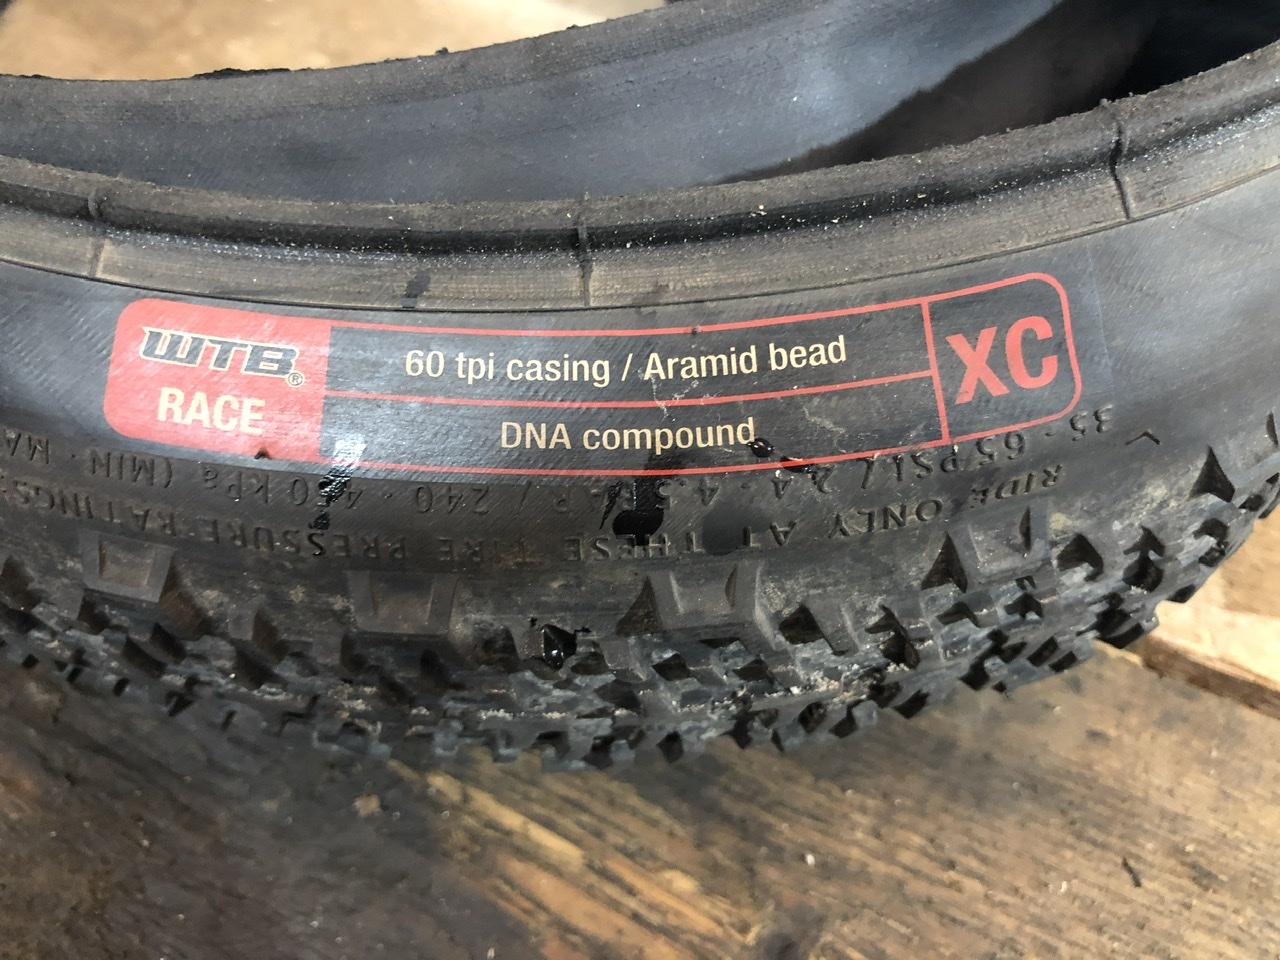 WTB®
RACE
60 tpi casing / Aramid bead
DNA compound
XC
RIDE ONLY AT THESE TIRE PRESSURE RATINGS:
35 - 65 PSI / 2.4 - 4.5 BAR / 240 - 450 kPa (MIN - MA